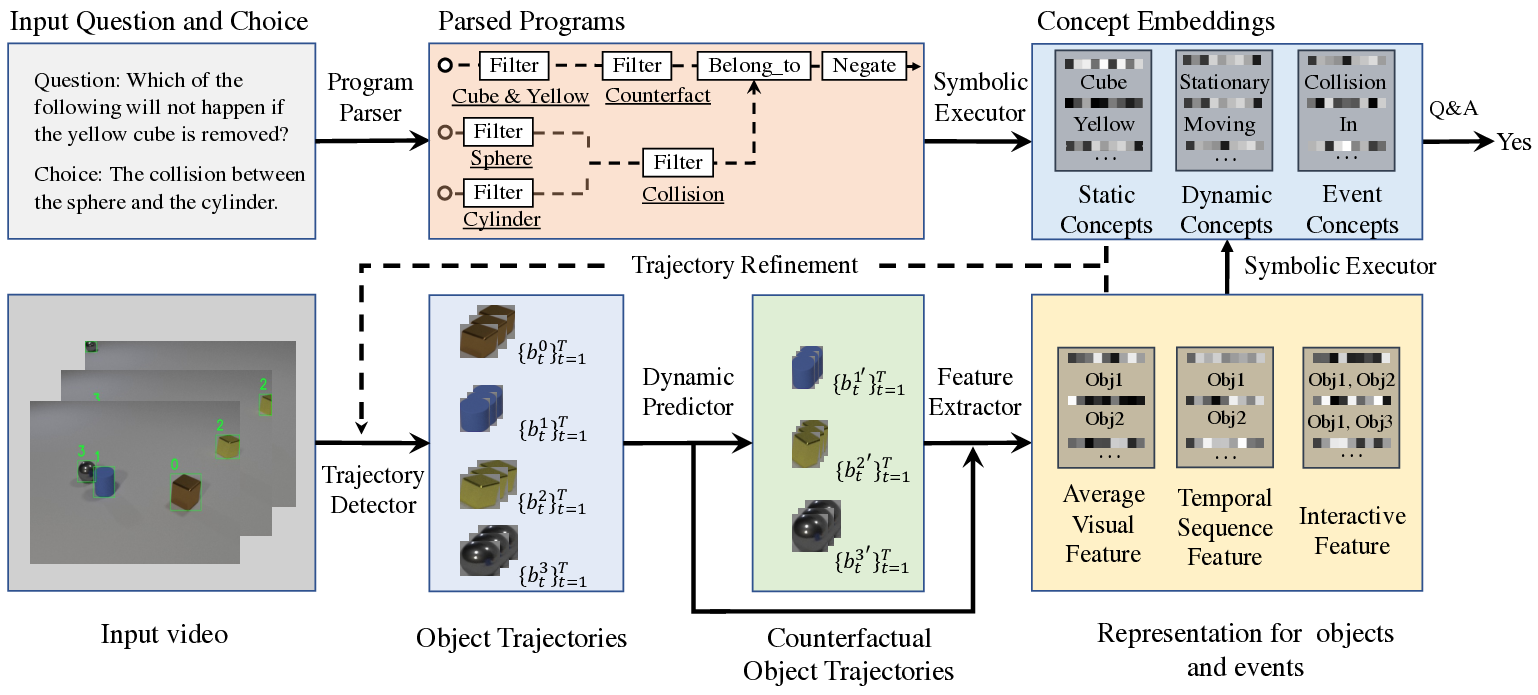 Input Question and Choice
Question: Which of the
following will not happen if
the yellow cube is removed?
Choice: The collision between
the sphere and the cylinder.
Program
Parser
Parsed Programs
Filter
Filter
Belong_to
Negate
Cube & Yellow
Counterfact
Filter
Sphere
Filter
Collision
Filter
Cylinder
Symbolic
Executor
Concept Embeddings
Cube
Yellow
...
Stationary
Moving
...
Collision
In
...
Static
Concepts
Dynamic
Concepts
Event
Concepts
Q&A
Yes
Trajectory Refinement
Symbolic Executor
3
2
2
3
1
0
Input video
Trajectory
Detector
{b_t^0}_{t=1}^T
{b_t^1}_{t=1}^T
{b_t^2}_{t=1}^T
{b_t^3}_{t=1}^T
Object Trajectories
Dynamic
Predictor
{b_t^{1'}}_{t=1}^T
{b_t^{2'}}_{t=1}^T
{b_t^{3'}}_{t=1}^T
Counterfactual
Object Trajectories
Feature
Extractor
Obj1
Obj2
...
Obj1
Obj2
...
Obj1, Obj2
Obj1, Obj3
...
Average
Visual
Feature
Temporal
Sequence
Feature
Interactive
Feature
Representation for objects
and events